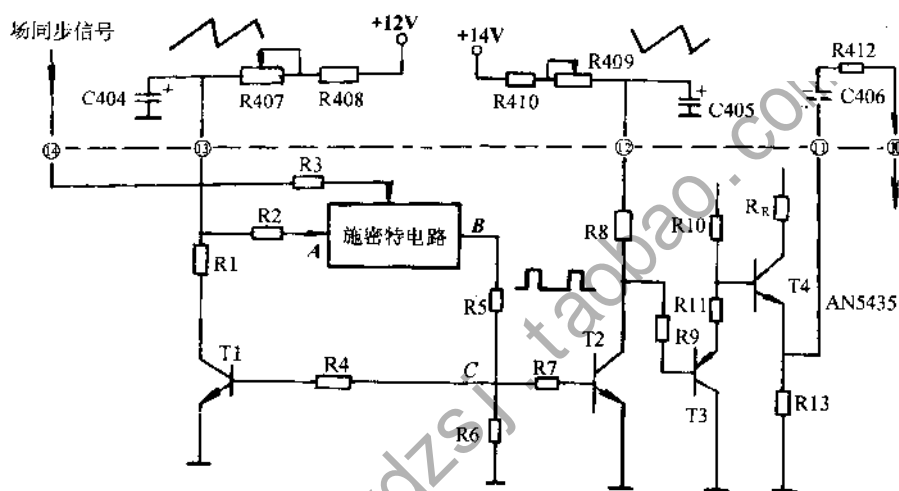 场同步信号
+12V
+14V
R409
R412
C404
R407
R408
R410
C405
C406
14
13
12
11
R3
R2
A
施密特电路
B
R1
R8
R10
RR
T4
AN5435
R5
R11
R9
T1
R4
C
R7
T2
T3
R13
R6
dzsj.taobao.com